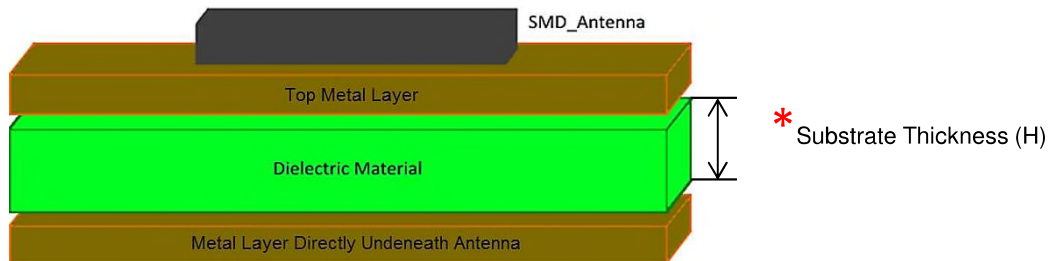 SMD_Antenna
Top Metal Layer
* Substrate Thickness (H)
Dielectric Material
Metal Layer Directly Undeneath Antenna